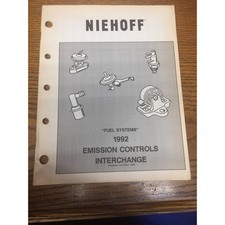 NIEHOFF
"FUEL SYSTEMS"
1992
EMISSION CONTROLS
INTERCHANGE